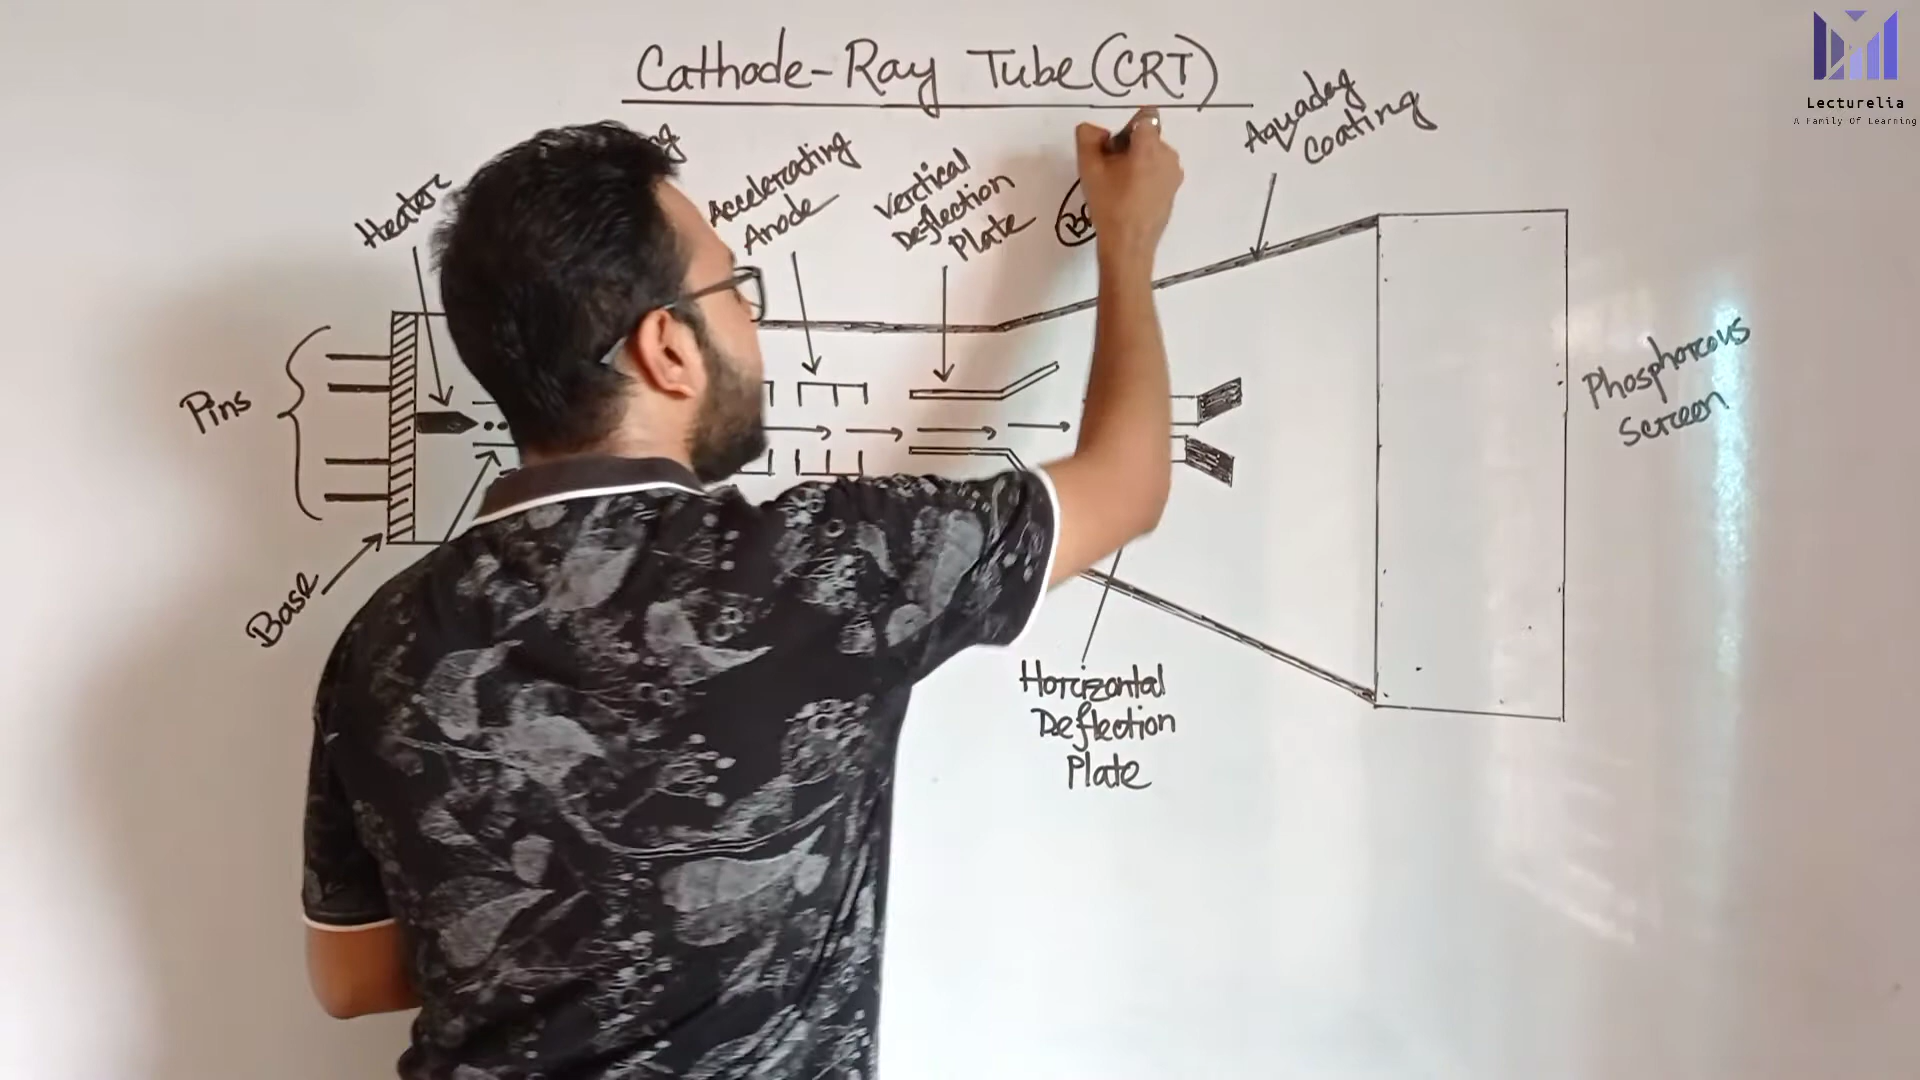 Cathode-Ray Tube (CRT)
Lecturelia
A Family Of Learning
Aquadag
Coating
Heater
Accelerating
Anode
Vertical
Deflection
Plate
Pins
Base
Phosphorous
Screen
Horizontal
Deflection
Plate